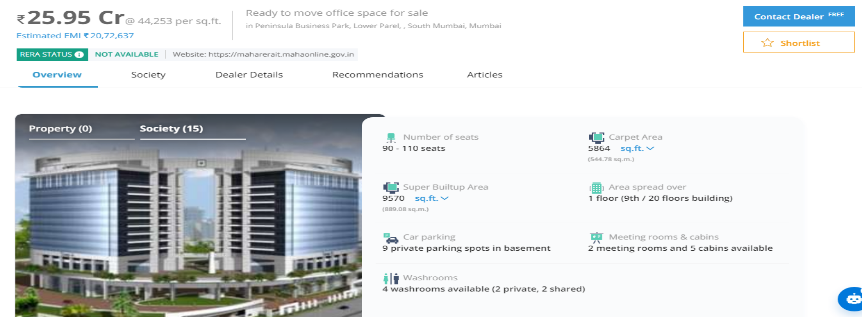 ₹25.95 Cr @ 44,253 per sq.ft.
Estimated EMI ₹20,72,637
Ready to move office space for sale
in Peninsula Business Park, Lower Parel, , South Mumbai, Mumbai
Contact Dealer FREE
Shortlist
RERA STATUS NOT AVAILABLE Website: https://maharerait.mahaonline.gov.in
Overview Society Dealer Details Recommendations Articles
Property (0) Society (15)
Number of seats
90 - 110 seats
Carpet Area
5864 sq.ft.
(544.78 sq.m.)
Super Builtup Area
9570 sq.ft.
(889.08 sq.m.)
Area spread over
1 floor (9th / 20 floors building)
Car parking
9 private parking spots in basement
Meeting rooms & cabins
2 meeting rooms and 5 cabins available
Washrooms
4 washrooms available (2 private, 2 shared)